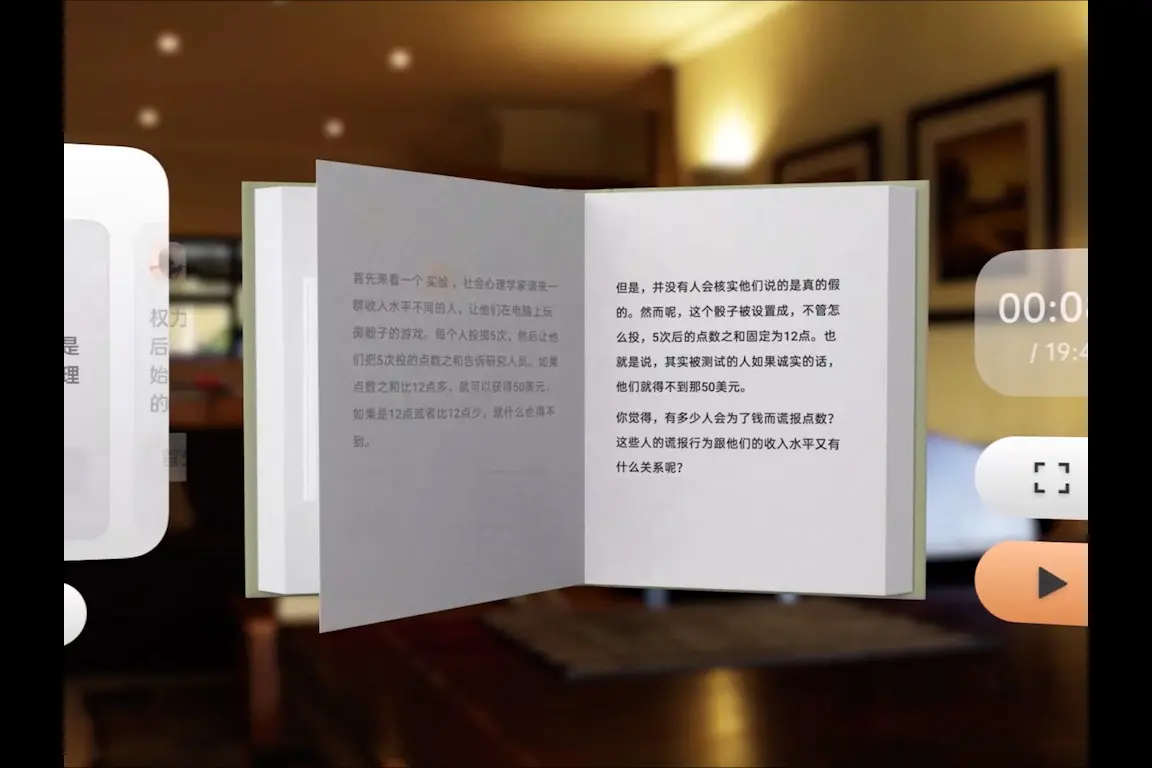 是
理
权力
后
始
的
首先来看一个 实验，社会心理学家请来一
群收入水平不同的人，让他们在电脑上玩
掷骰子的游戏。每个人投掷5次，然后让他
们把5次投的点数之和告诉研究人员。如果
点数之和比12点多，就可以获得50美元，
如果是12点或者比12点少，就什么也得不
到。
但是，并没有人会核实他们说的是真的假
的。然而呢，这个骰子被设置成，不管怎
么投，5次后的点数之和固定为12点。也
就是说，其实被测试的人如果诚实的话，
他们就得不到那50美元。
你觉得，有多少人会为了钱而谎报点数？
这些人的谎报行为跟他们的收入水平又有
什么关系呢？
00:0
/ 19:4